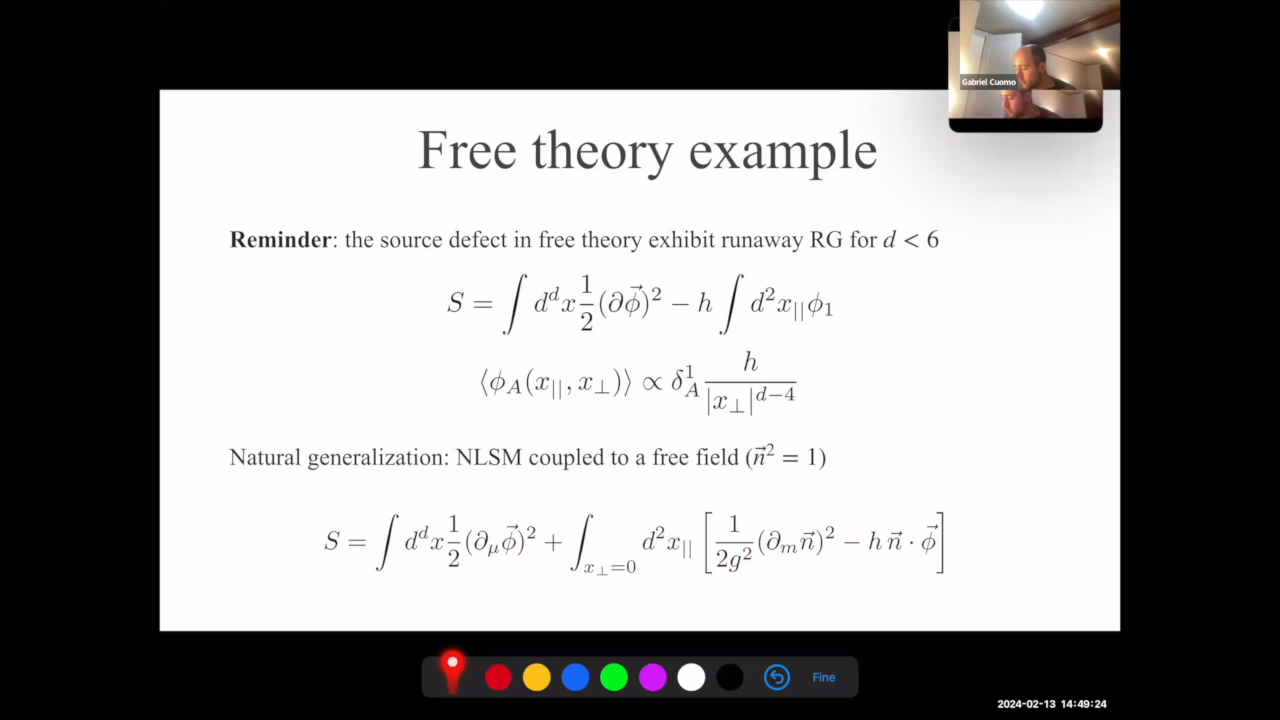 Gabriel Cuomo
Free theory example
Reminder: the source defect in free theory exhibit runaway RG for d < 6
S = ∫ d^d x 1/2 (∂φ⃗)² − h ∫ d²x_{||} φ₁
⟨φ_A(x_{||}, x_⊥)⟩ ∝ δ_A^1 h/|x_⊥|^{d−4}
Natural generalization: NLSM coupled to a free field (n⃗² = 1)
S = ∫ d^d x 1/2 (∂_μ φ⃗)² + ∫_{x_⊥=0} d²x_{||} [ 1/(2g²) (∂_m n⃗)² − h n⃗ · φ⃗ ]
Fine
2024-02-13 14:49:24